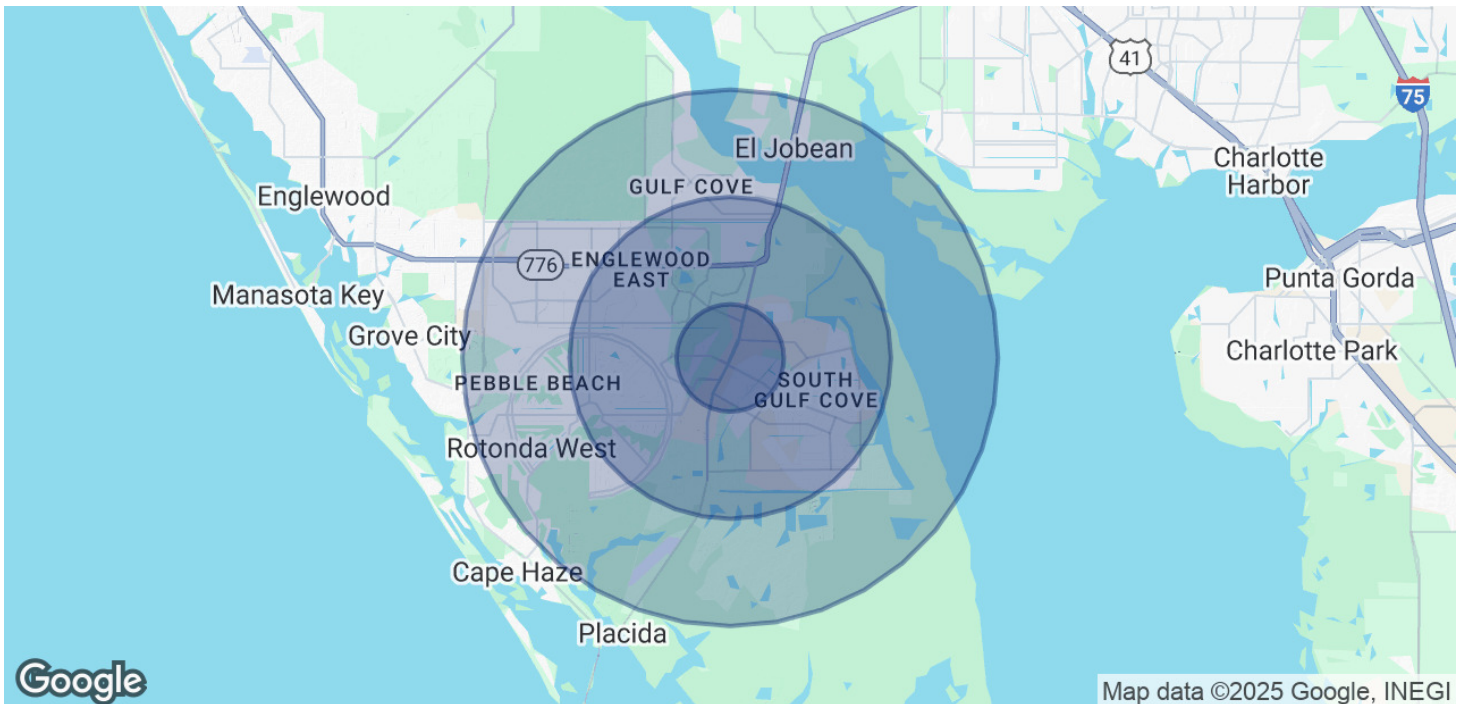 41
75
El Jobean
Charlotte
Harbor
GULF COVE
Englewood
776
ENGLEWOOD
EAST
Punta Gorda
Manasota Key
Grove City
Charlotte Park
PEBBLE BEACH
SOUTH
GULF COVE
Rotonda West
Cape Haze
Placida
Google
Map data ©2025 Google, INEGI